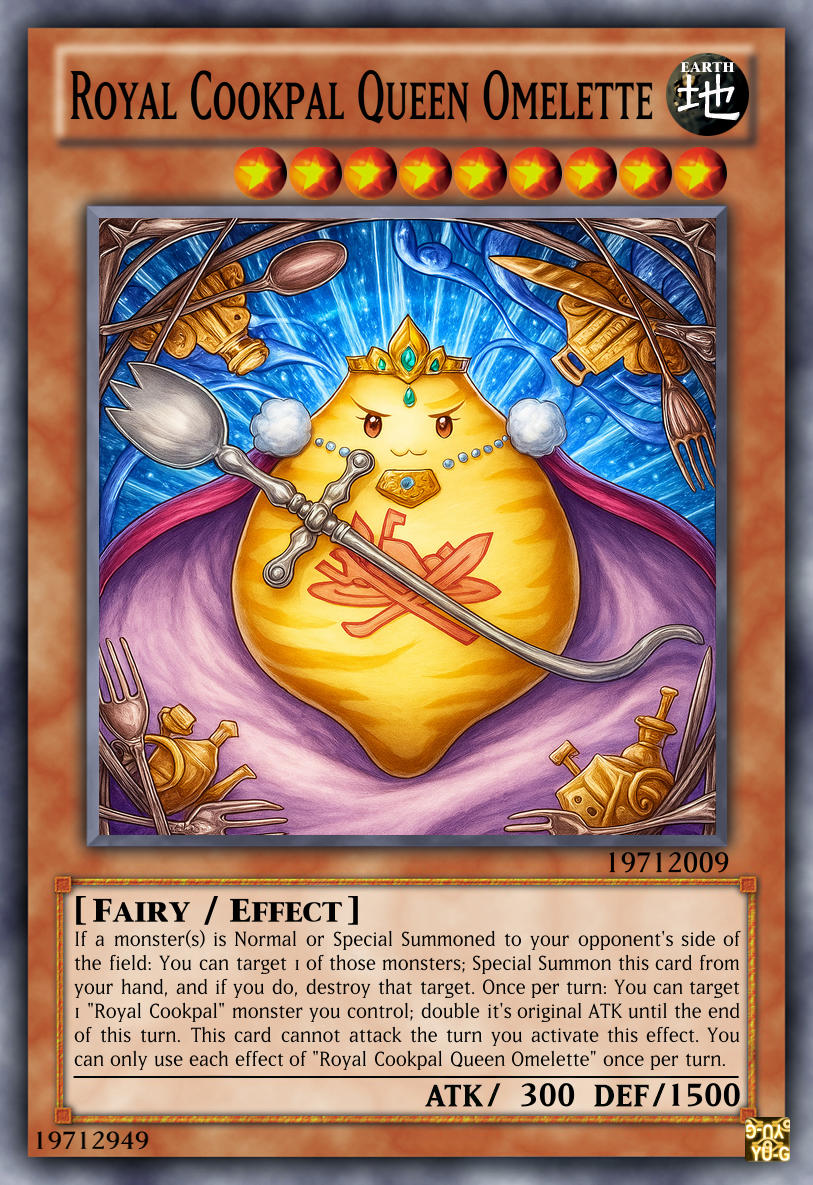 ROYAL COOKPAL QUEEN OMELETTE
EARTH
地
19712009
[ FAIRY / EFFECT ]
If a monster(s) is Normal or Special Summoned to your opponent's side of
the field: You can target 1 of those monsters; Special Summon this card from
your hand, and if you do, destroy that target. Once per turn: You can target
1 "Royal Cookpal" monster you control; double it's original ATK until the end
of this turn. This card cannot attack the turn you activate this effect. You
can only use each effect of "Royal Cookpal Queen Omelette" once per turn.
ATK/ 300 DEF/1500
19712949
YU-G